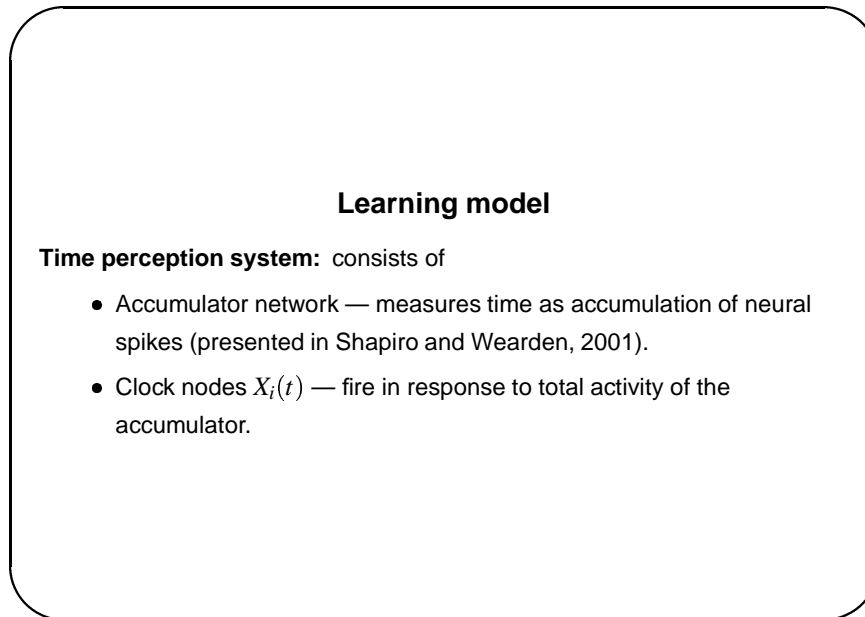 Learning model
Time perception system: consists of
• Accumulator network — measures time as accumulation of neural
spikes (presented in Shapiro and Wearden, 2001).
• Clock nodes Xᵢ(t) — fire in response to total activity of the
accumulator.